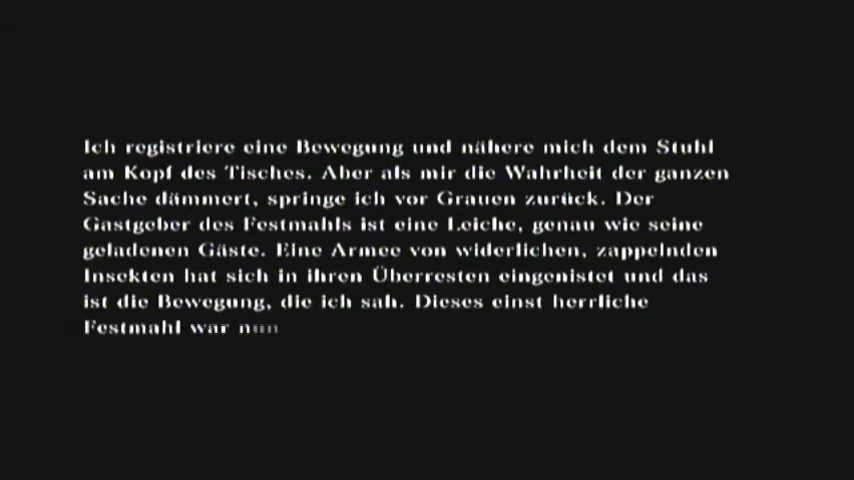 Ich registriere eine Bewegung und nähere mich dem Stuhl
am Kopf des Tisches. Aber als mir die Wahrheit der ganzen
Sache dämmert, springe ich vor Grauen zurück. Der
Gastgeber des Festmahls ist eine Leiche, genau wie seine
geladenen Gäste. Eine Armee von widerlichen, zappelnden
Insekten hat sich in ihren Überresten eingenistet und das
ist die Bewegung, die ich sah. Dieses einst herrliche
Festmahl war nun